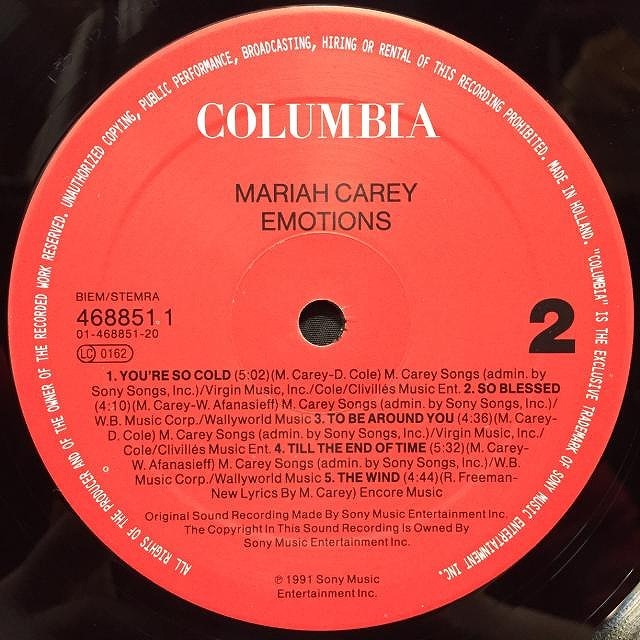 UNAUTHORIZED COPYING, PUBLIC PERFORMANCE, BROADCASTING, HIRING OR RENTAL OF THIS RECORDING PROHIBITED. MADE IN HOLLAND. "COLUMBIA" IS THE EXCLUSIVE TRADEMARK OF SONY MUSIC ENTERTAINMENT INC.
ALL RIGHTS OF THE PRODUCER AND OF THE OWNER OF THE RECORDED WORK RESERVED.
COLUMBIA
MARIAH CAREY
EMOTIONS
BIEM/STEMRA
468851 1
01-468851-20
LC 0162
2
1. YOU'RE SO COLD (5:02)(M. Carey-D. Cole) M. Carey Songs (admin. by
Sony Songs, Inc.)/Virgin Music, Inc./Cole/Clivillés Music Ent. 2. SO BLESSED
(4:10)(M. Carey-W. Afanasieff) M. Carey Songs (admin. by Sony Songs, Inc.)/
W.B. Music Corp./Wallyworld Music 3. TO BE AROUND YOU (4:36)(M. Carey-
D. Cole) M. Carey Songs (admin. by Sony Songs, Inc.)/Virgin Music, Inc./
Cole/Clivillés Music Ent. 4. TILL THE END OF TIME (5:32)(M. Carey-
W. Afanasieff) M. Carey Songs (admin. by Sony Songs, Inc.)/W.B.
Music Corp./Wallyworld Music 5. THE WIND (4:44)(R. Freeman-
New Lyrics By M. Carey) Encore Music
Original Sound Recording Made By Sony Music Entertainment Inc.
The Copyright In This Sound Recording Is Owned By
Sony Music Entertainment Inc.
℗ 1991 Sony Music
Entertainment Inc.